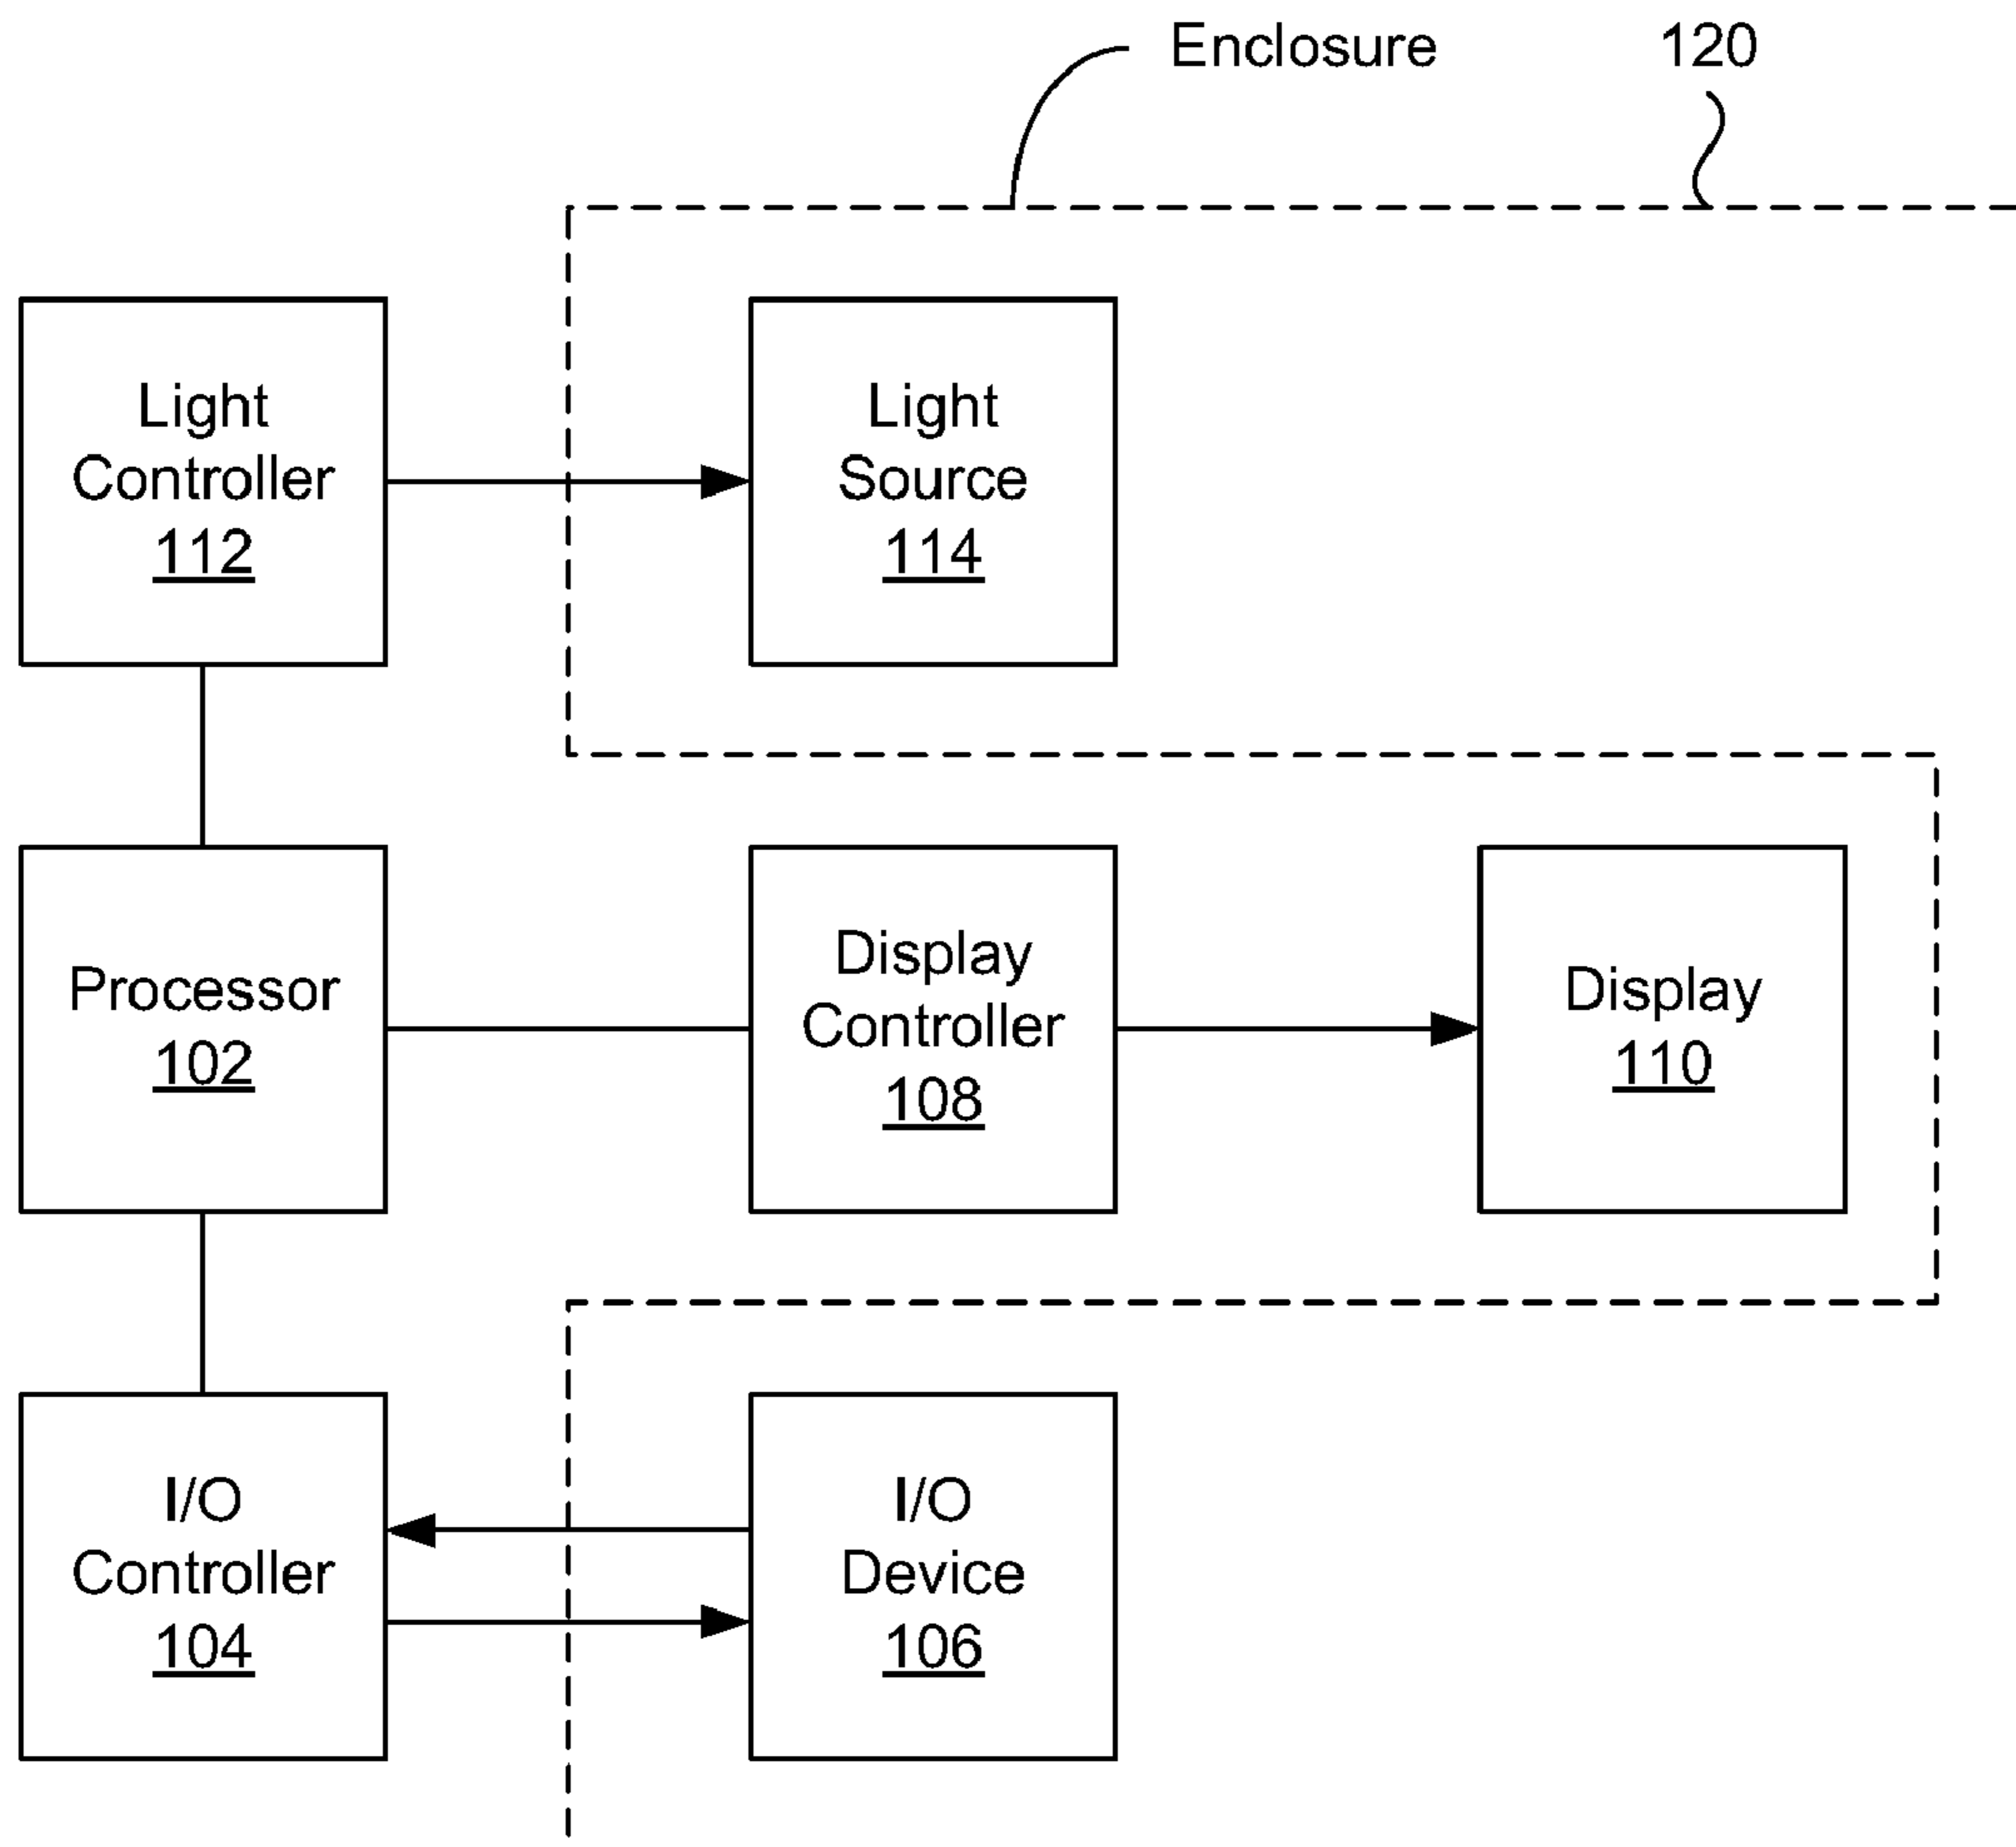 Enclosure
120
Light
Controller
112
Light
Source
114
Processor
102
Display
Controller
108
Display
110
I/O
Controller
104
I/O
Device
106